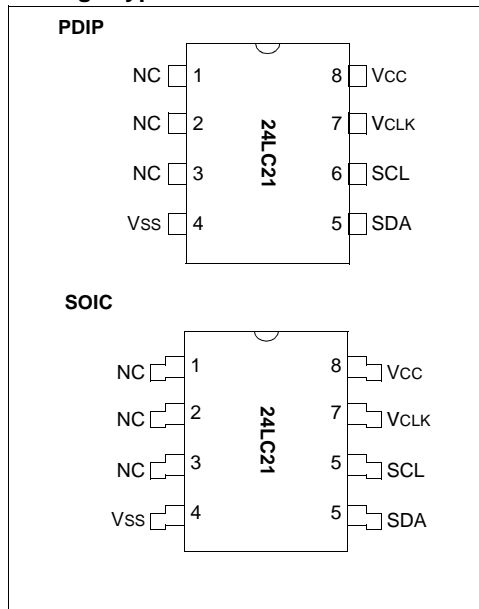 PDIP
NC 1 8 VCC
NC 2 7 VCLK
NC 3 6 SCL
VSS 4 5 SDA
24LC21
SOIC
NC 1 8 VCC
NC 2 7 VCLK
NC 3 5 SCL
VSS 4 5 SDA
24LC21